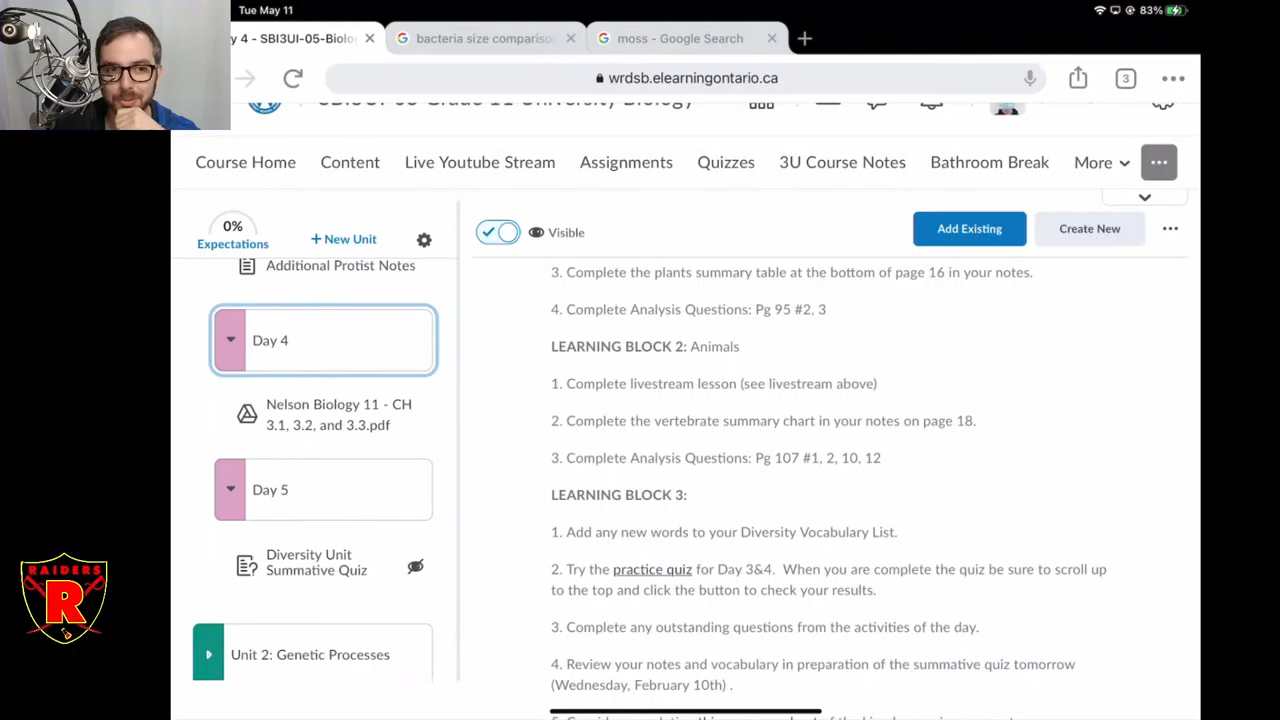 Tue May 11
83%
y 4 - SBI3UI-05-Biolo
bacteria size compariso
moss - Google Search
wrdsb.elearningontario.ca
3
SBI3UI-05 Grade 11 University Biology
Course Home
Content
Live Youtube Stream
Assignments
Quizzes
3U Course Notes
Bathroom Break
More
0%
Expectations
+ New Unit
Visible
Add Existing
Create New
Additional Protist Notes
Day 4
Nelson Biology 11 - CH
3.1, 3.2, and 3.3.pdf
Day 5
Diversity Unit
Summative Quiz
Unit 2: Genetic Processes
3. Complete the plants summary table at the bottom of page 16 in your notes.
4. Complete Analysis Questions: Pg 95 #2, 3
LEARNING BLOCK 2: Animals
1. Complete livestream lesson (see livestream above)
2. Complete the vertebrate summary chart in your notes on page 18.
3. Complete Analysis Questions: Pg 107 #1, 2, 10, 12
LEARNING BLOCK 3:
1. Add any new words to your Diversity Vocabulary List.
2. Try the practice quiz for Day 3&4. When you are complete the quiz be sure to scroll up
to the top and click the button to check your results.
3. Complete any outstanding questions from the activities of the day.
4. Review your notes and vocabulary in preparation of the summative quiz tomorrow
(Wednesday, February 10th) .
RAIDERS
R